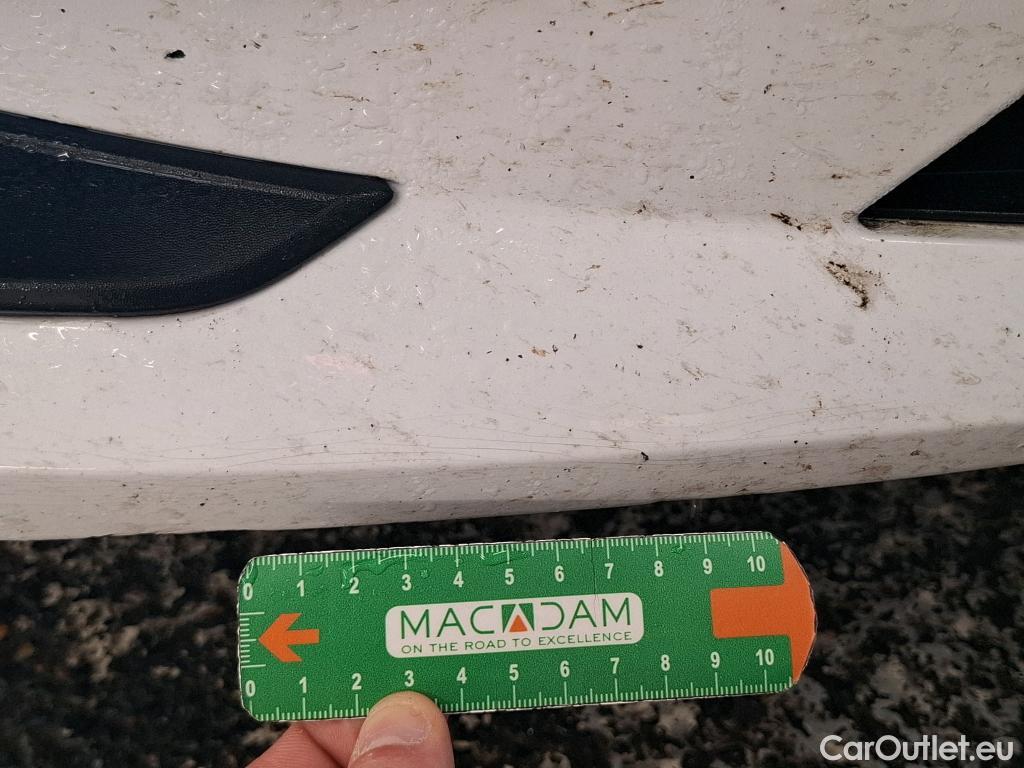 0 1 2 3 4 5 6 7 8 9 10
MACADAM
ON THE ROAD TO EXCELLENCE
0 1 2 3 4 5 6 7 8 9 10
CarOutlet.eu